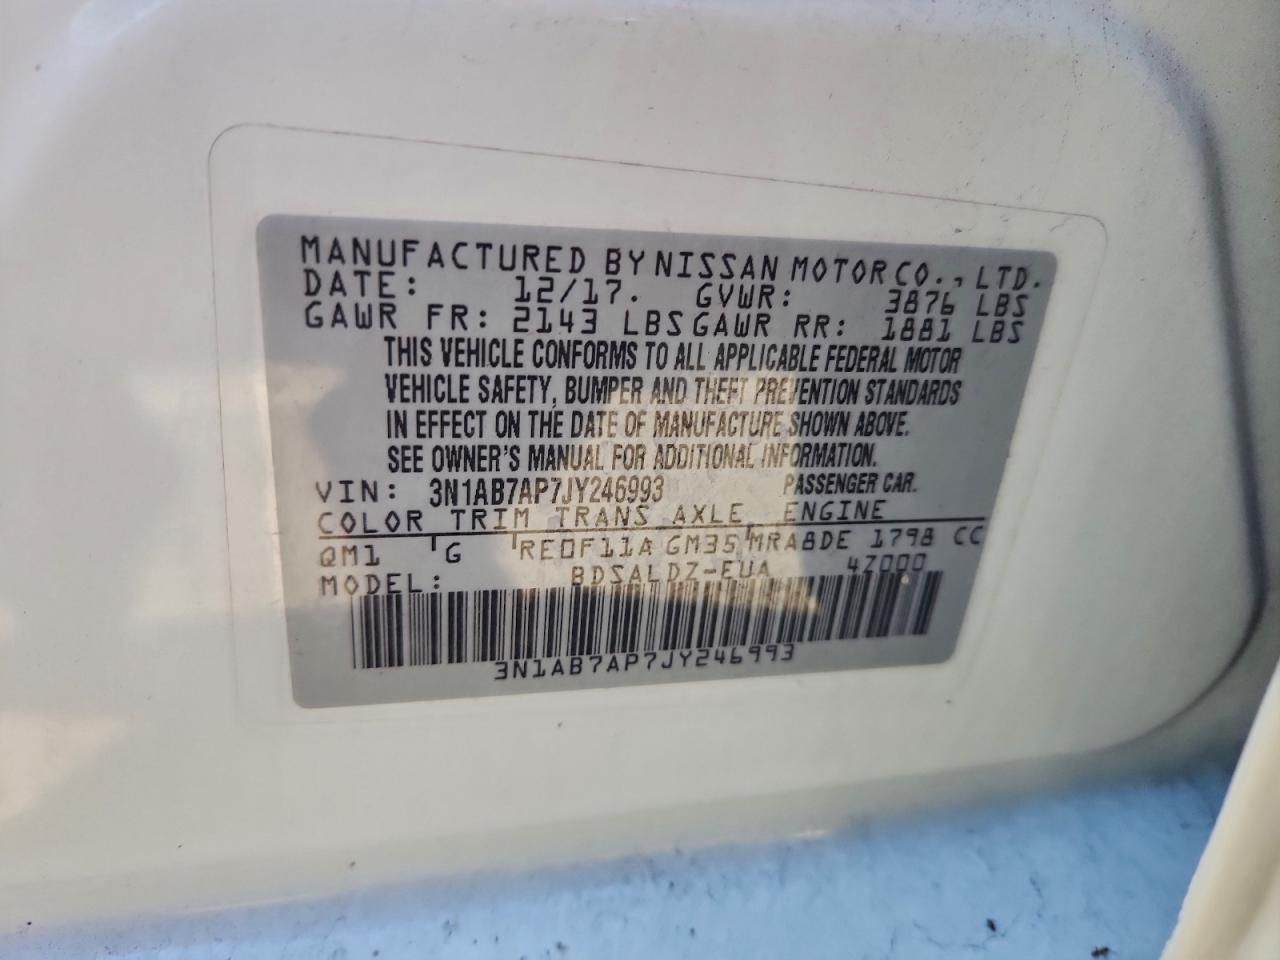 MANUFACTURED BY NISSAN MOTOR CO., LTD.
DATE: 12/17. GVWR: 3876 LBS
GAWR FR: 2143 LBS GAWR RR: 1881 LBS
THIS VEHICLE CONFORMS TO ALL APPLICABLE FEDERAL MOTOR
VEHICLE SAFETY, BUMPER AND THEFT PREVENTION STANDARDS
IN EFFECT ON THE DATE OF MANUFACTURE SHOWN ABOVE.
SEE OWNER'S MANUAL FOR ADDITIONAL INFORMATION.
VIN: 3N1AB7AP7JY246993 PASSENGER CAR.
COLOR TRIM TRANS AXLE ENGINE
QM1 G RE0F11A GM35 MRA8DE 1798 CC
MODEL: BDSALDZ-EUA 4Z000
3N1AB7AP7JY246993